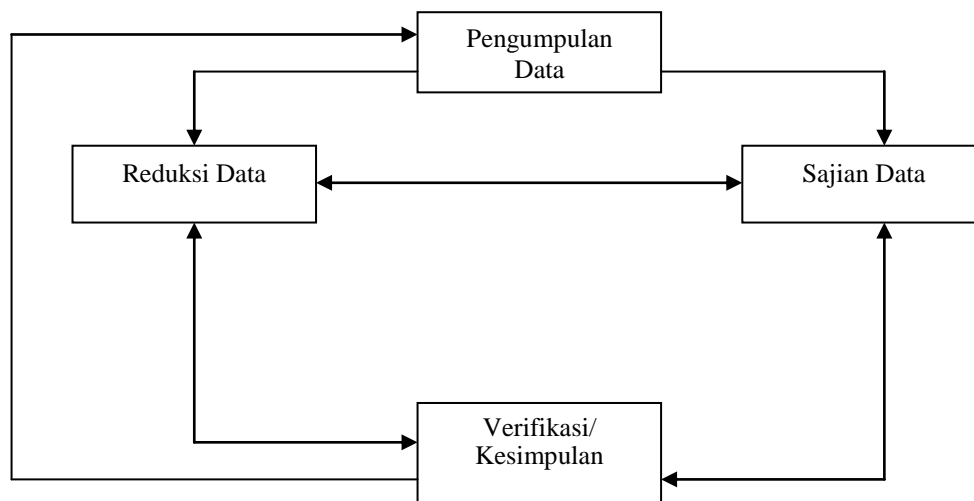 Pengumpulan
Data
Reduksi Data
Sajian Data
Verifikasi/
Kesimpulan